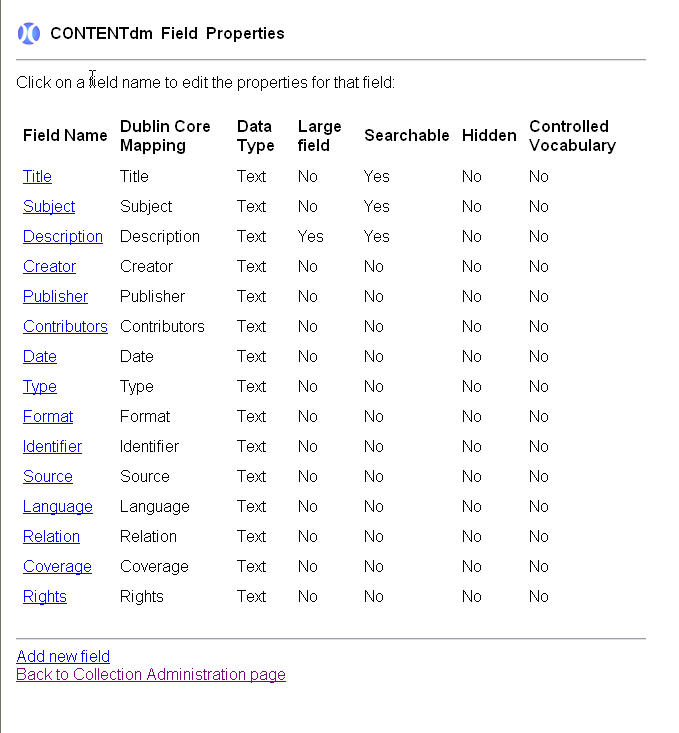 CONTENTdm Field Properties
Click on a field name to edit the properties for that field:
Field Name Dublin Core Mapping Data Type Large field Searchable Hidden Controlled Vocabulary
Title Title Text No Yes No No
Subject Subject Text No Yes No No
Description Description Text Yes Yes No No
Creator Creator Text No No No No
Publisher Publisher Text No No No No
Contributors Contributors Text No No No No
Date Date Text No No No No
Type Type Text No No No No
Format Format Text No No No No
Identifier Identifier Text No No No No
Source Source Text No No No No
Language Language Text No No No No
Relation Relation Text No No No No
Coverage Coverage Text No No No No
Rights Rights Text No No No No
Add new field
Back to Collection Administration page